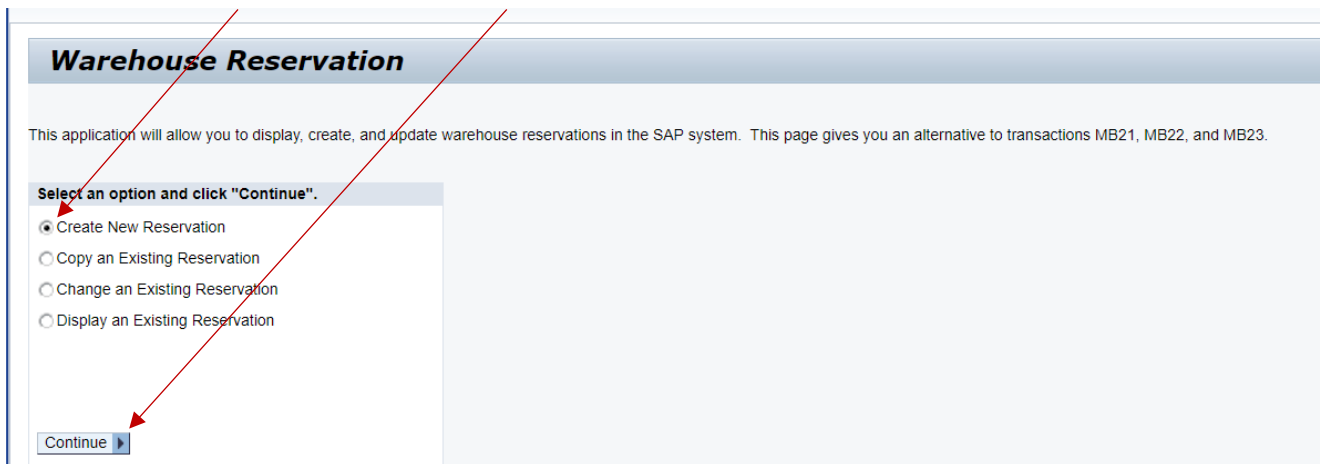 Warehouse Reservation
This application will allow you to display, create, and update warehouse reservations in the SAP system. This page gives you an alternative to transactions MB21, MB22, and MB23.
Select an option and click "Continue".
Create New Reservation
Copy an Existing Reservation
Change an Existing Reservation
Display an Existing Reservation
Continue